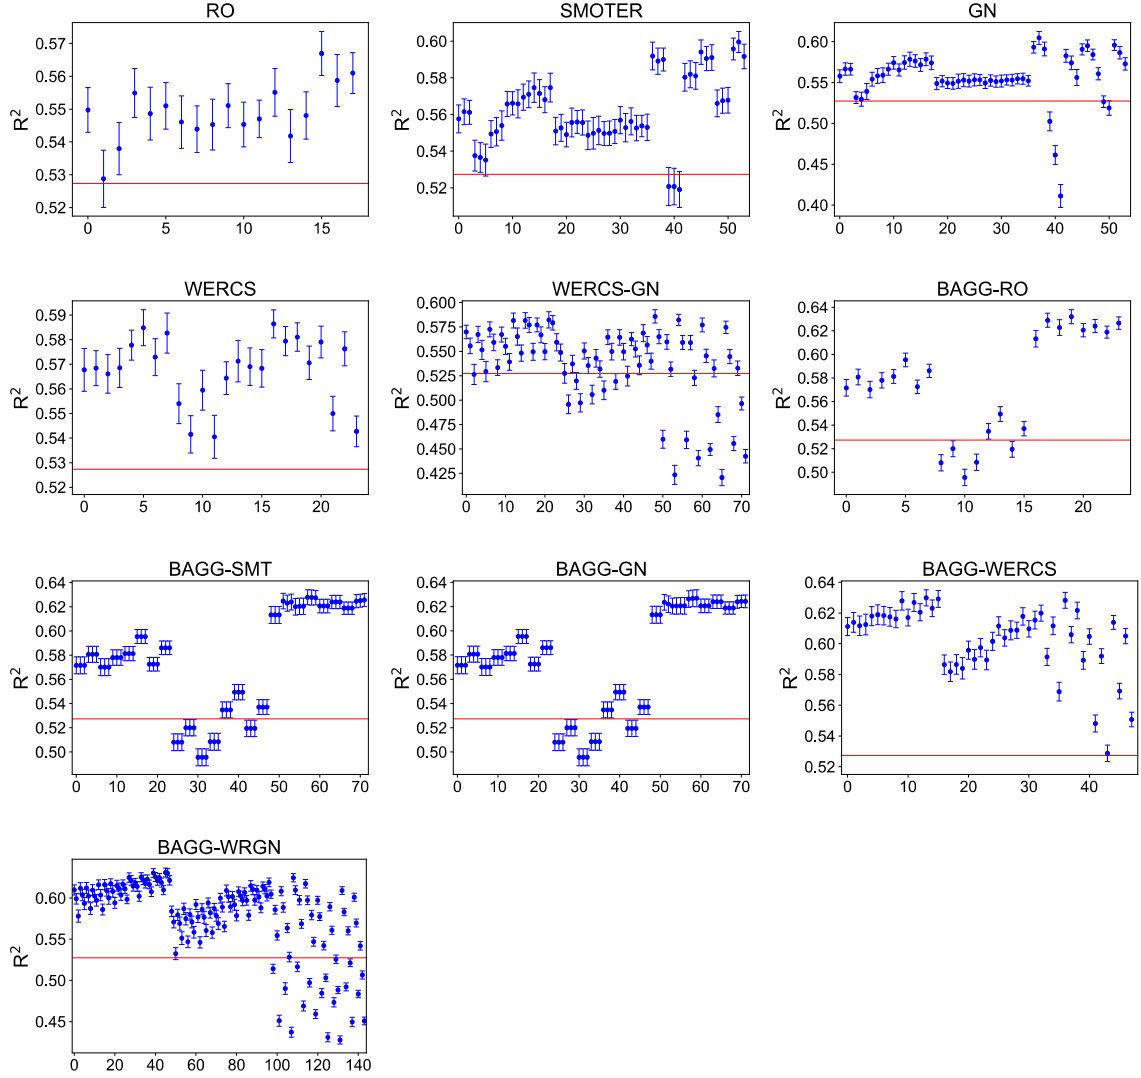 RO
SMOTER
GN
R²
0.57
0.56
0.55
0.54
0.53
0.52
0 5 10 15
R²
0.60
0.58
0.56
0.54
0.52
0 10 20 30 40 50
R²
0.60
0.55
0.50
0.45
0.40
0 10 20 30 40 50
WERCS
WERCS-GN
BAGG-RO
R²
0.59
0.58
0.57
0.56
0.55
0.54
0.53
0.52
0 5 10 15 20
R²
0.600
0.575
0.550
0.525
0.500
0.475
0.450
0.425
0 10 20 30 40 50 60 70
R²
0.64
0.62
0.60
0.58
0.56
0.54
0.52
0.50
0 5 10 15 20
BAGG-SMT
BAGG-GN
BAGG-WERCS
R²
0.64
0.62
0.60
0.58
0.56
0.54
0.52
0.50
0 10 20 30 40 50 60 70
R²
0.64
0.62
0.60
0.58
0.56
0.54
0.52
0.50
0 10 20 30 40 50 60 70
R²
0.64
0.62
0.60
0.58
0.56
0.54
0.52
0 10 20 30 40
BAGG-WRGN
R²
0.60
0.55
0.50
0.45
0 20 40 60 80 100 120 140